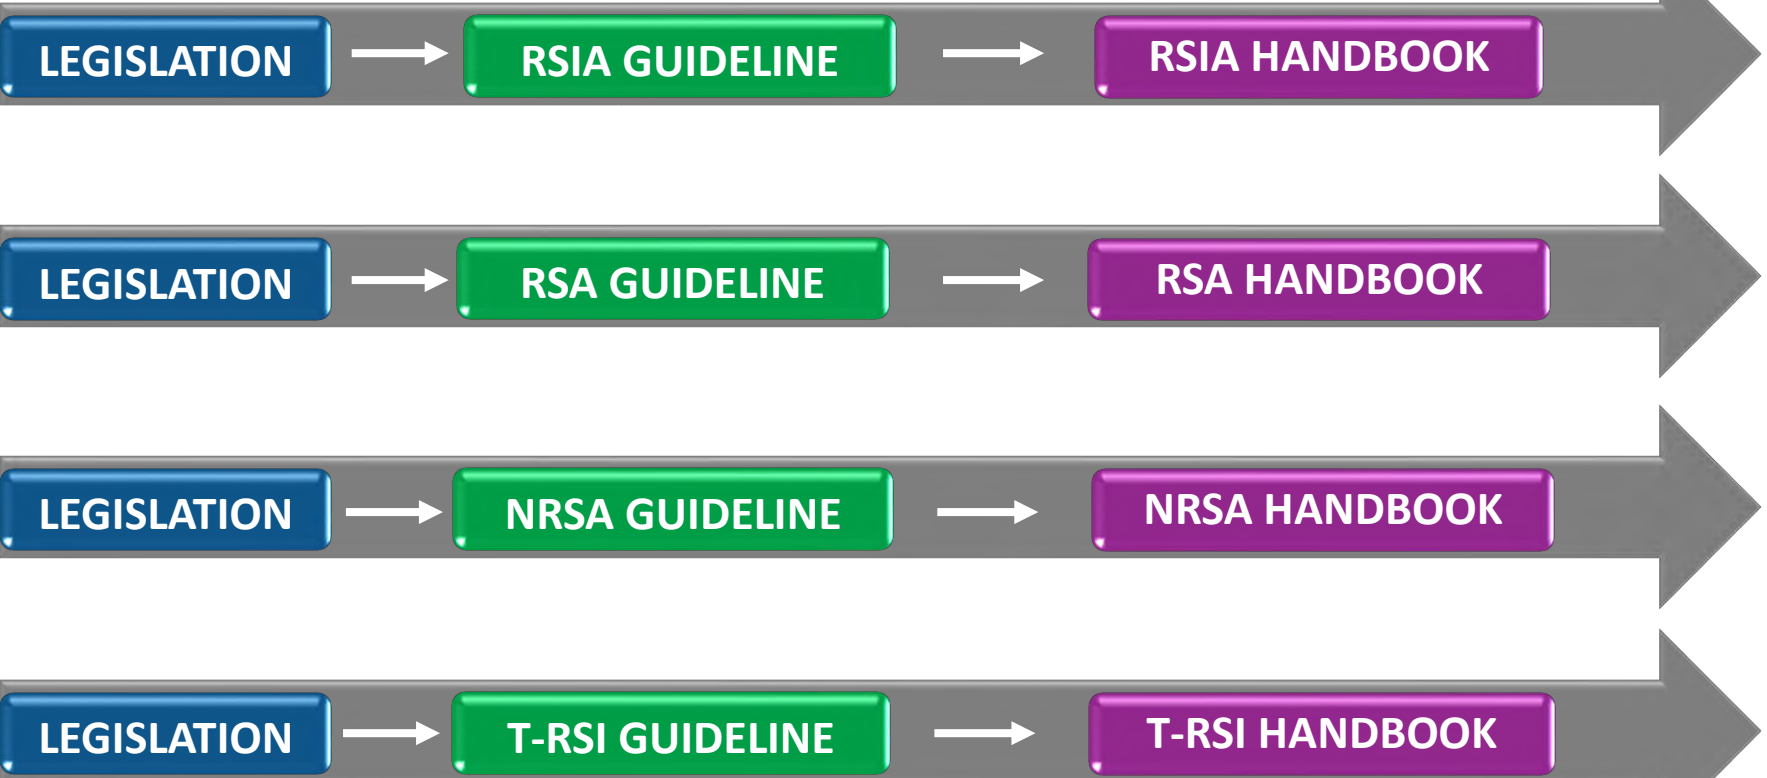 LEGISLATION RSIA GUIDELINE RSIA HANDBOOK
LEGISLATION RSA GUIDELINE RSA HANDBOOK
LEGISLATION NRSA GUIDELINE NRSA HANDBOOK
LEGISLATION T-RSI GUIDELINE T-RSI HANDBOOK